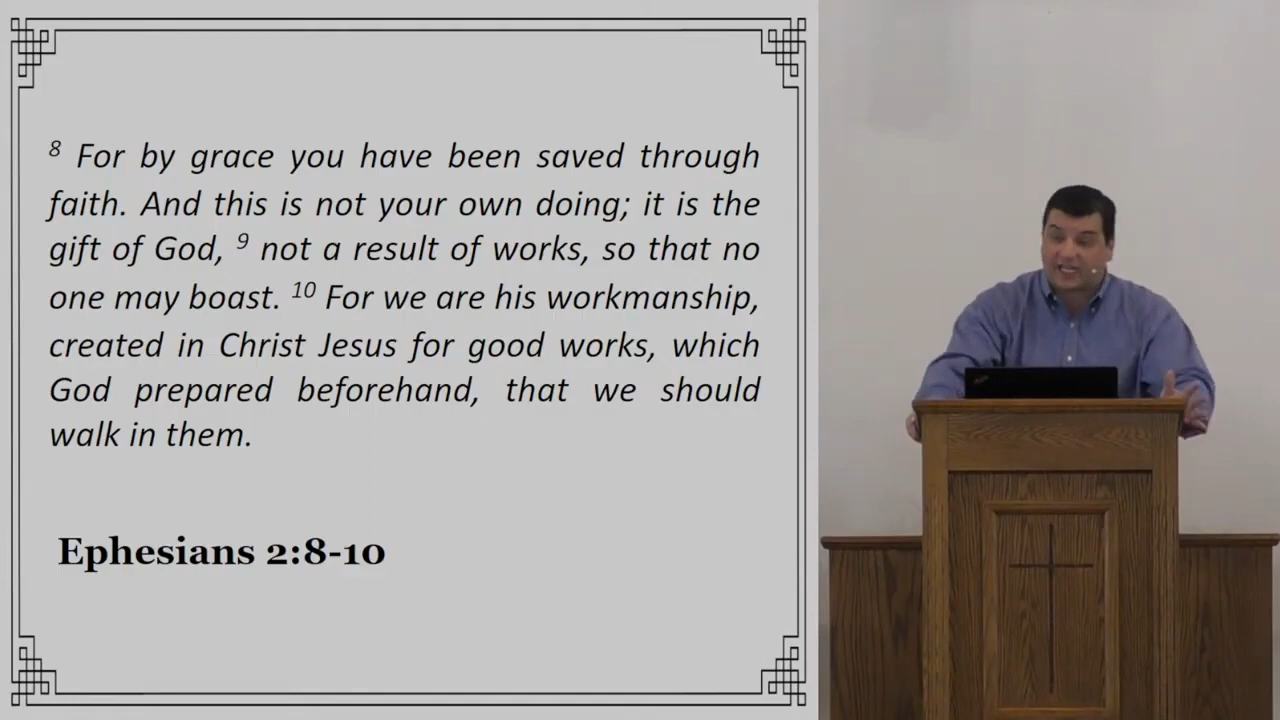 8 For by grace you have been saved through
faith. And this is not your own doing; it is the
gift of God, 9 not a result of works, so that no
one may boast. 10 For we are his workmanship,
created in Christ Jesus for good works, which
God prepared beforehand, that we should
walk in them.
Ephesians 2:8-10